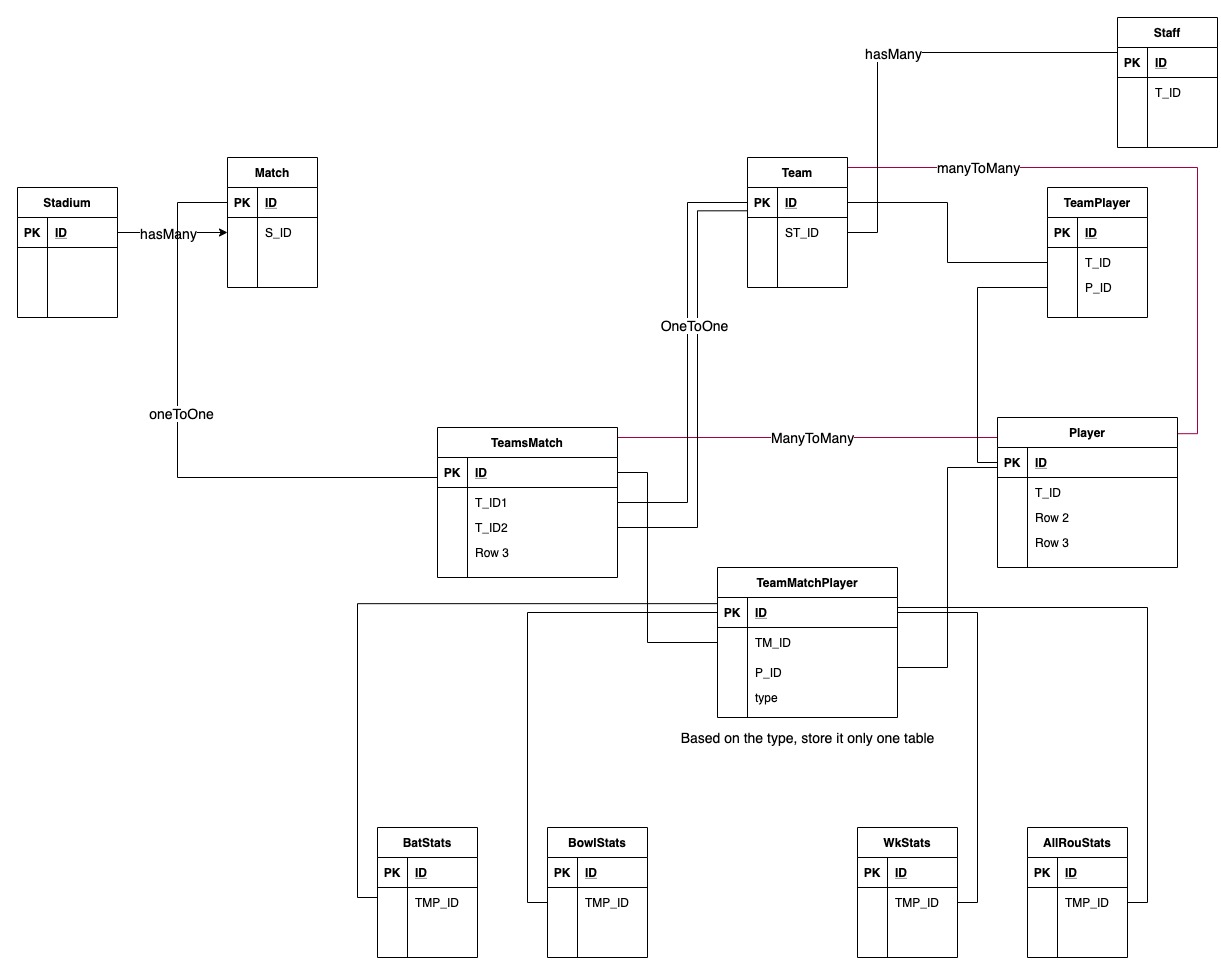 Staff
PK ID
T_ID
hasMany
Match
PK ID
S_ID
Stadium
PK ID
hasMany
Team
PK ID
ST_ID
manyToMany
TeamPlayer
PK ID
T_ID
P_ID
OneToOne
oneToOne
TeamsMatch
PK ID
T_ID1
T_ID2
Row 3
ManyToMany
Player
PK ID
T_ID
Row 2
Row 3
TeamMatchPlayer
PK ID
TM_ID
P_ID
type
Based on the type, store it only one table
BatStats
PK ID
TMP_ID
BowlStats
PK ID
TMP_ID
WkStats
PK ID
TMP_ID
AllRouStats
PK ID
TMP_ID